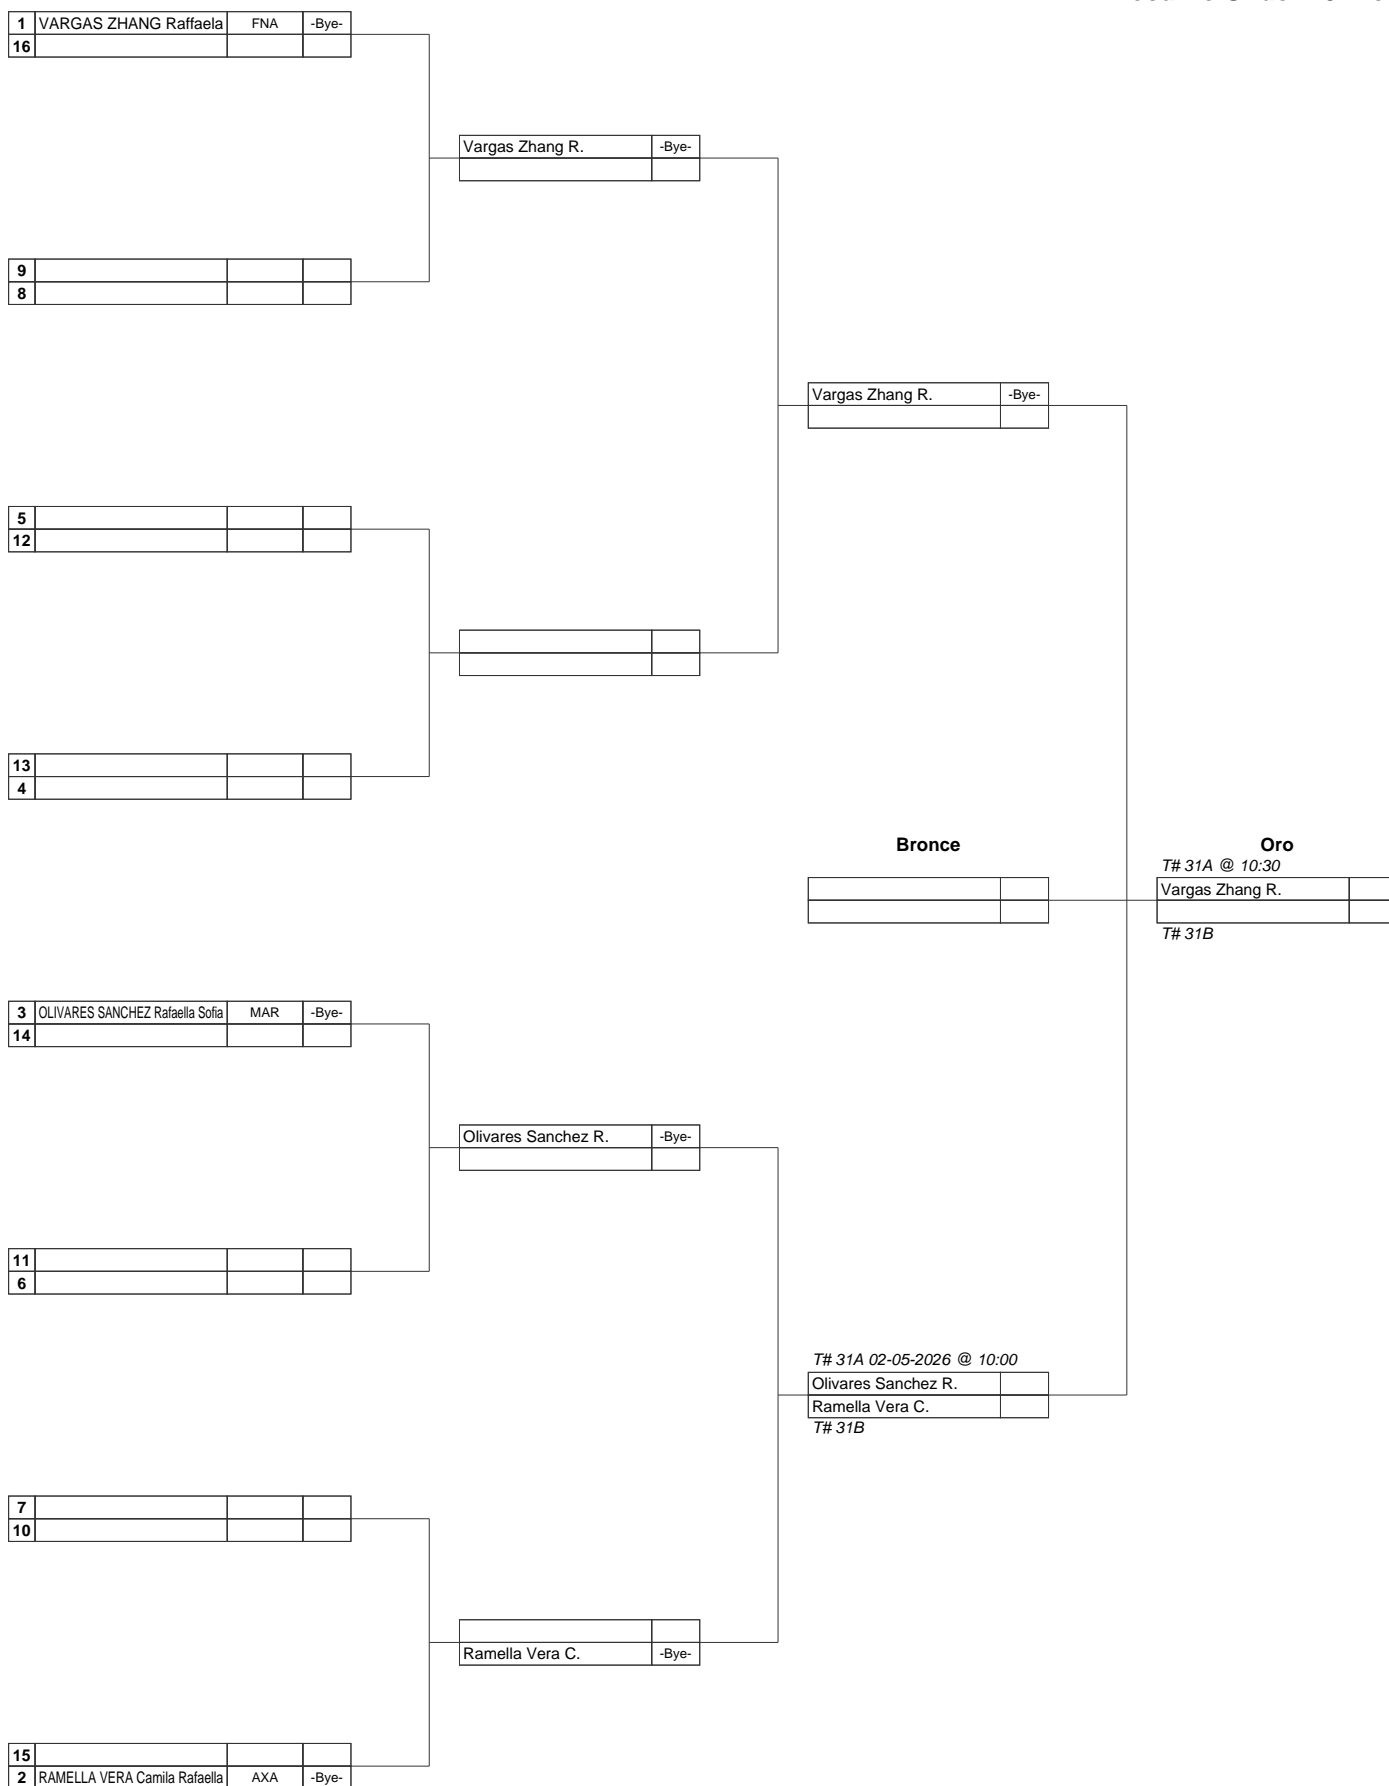 1 VARGAS ZHANG Raffaela FNA -Bye-
16
Vargas Zhang R. -Bye-
9
8
Vargas Zhang R. -Bye-
5
12
13
4
Bronce
Oro
T# 31A @ 10:30
Vargas Zhang R.
T# 31B
3 OLIVARES SANCHEZ Rafaella Sofia MAR -Bye-
14
Olivares Sanchez R. -Bye-
11
6
T# 31A 02-05-2026 @ 10:00
Olivares Sanchez R.
Ramella Vera C.
T# 31B
7
10
Ramella Vera C. -Bye-
15
2 RAMELLA VERA Camila Rafaella AXA -Bye-